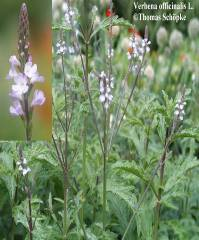 Verbena officinalis L.
© Thomas Schöpke